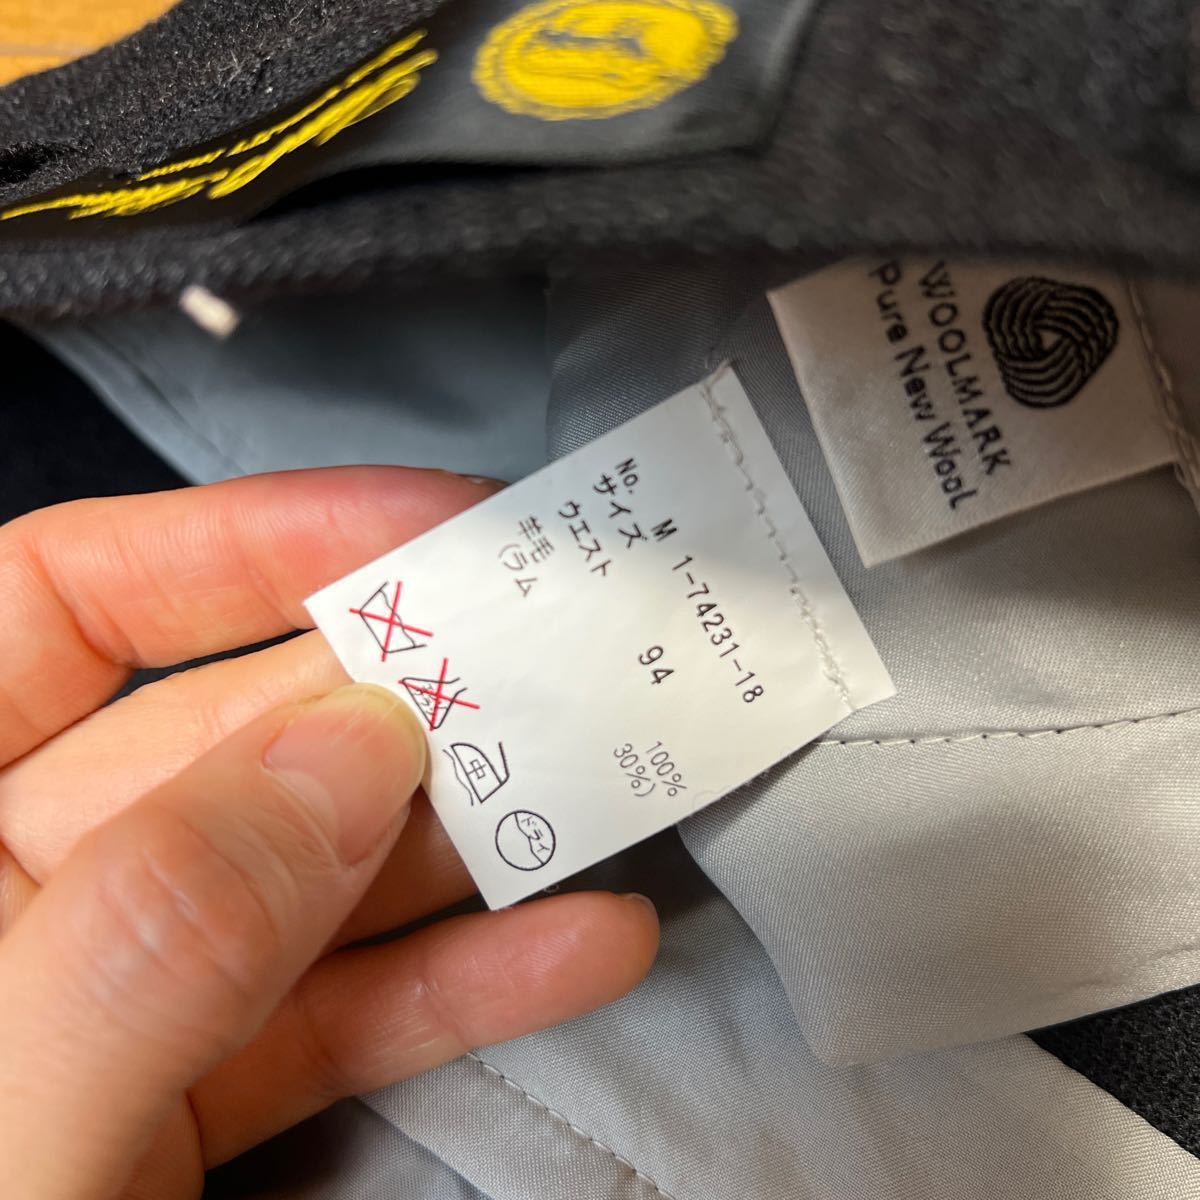 WOOLMARK
Pure New Wool
No. M 1-74231-18
サイズ
ウエスト 94
羊毛 100%
(ラム 30%)
中
ドライ